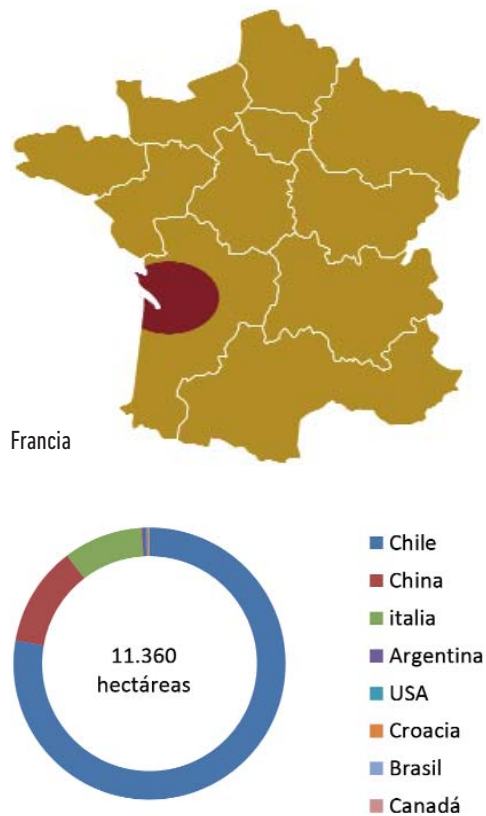 Francia
11.360
hectáreas
Chile
China
italia
Argentina
USA
Croacia
Brasil
Canadá